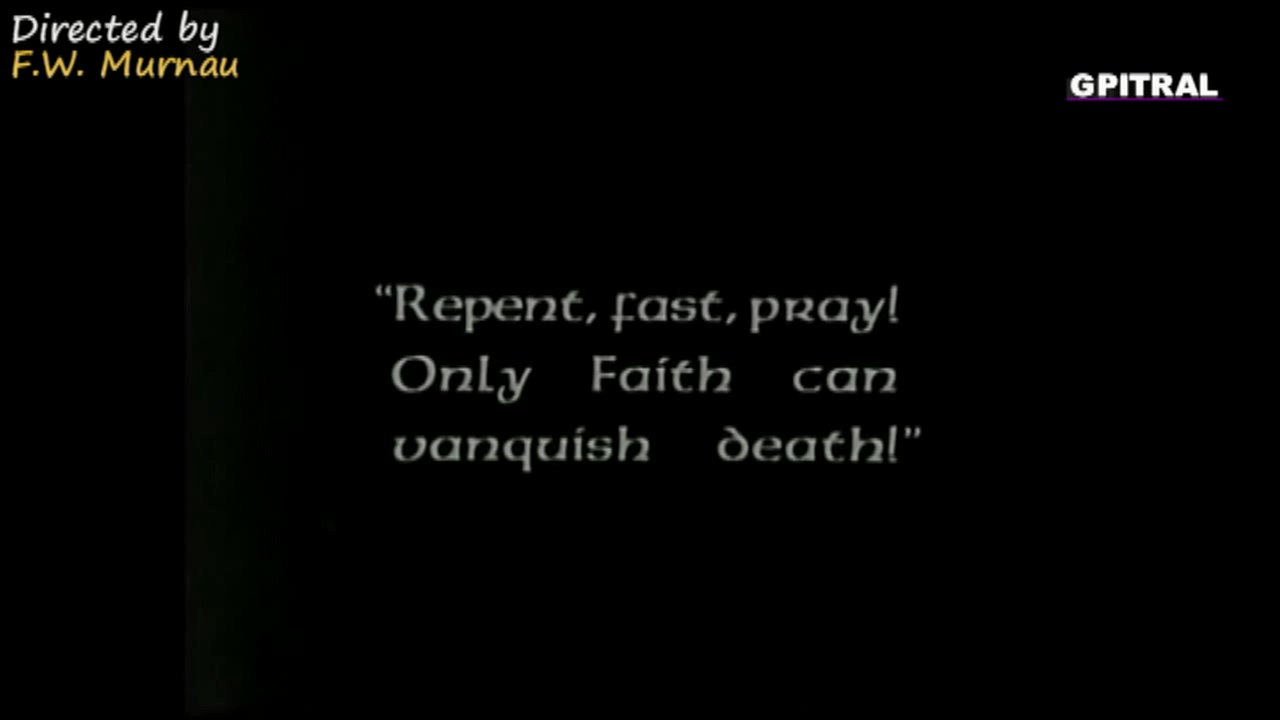 Directed by
F.W. Murnau
GPITRAL
“Repent, fast, pray!
Only Faith can
vanquish death!”